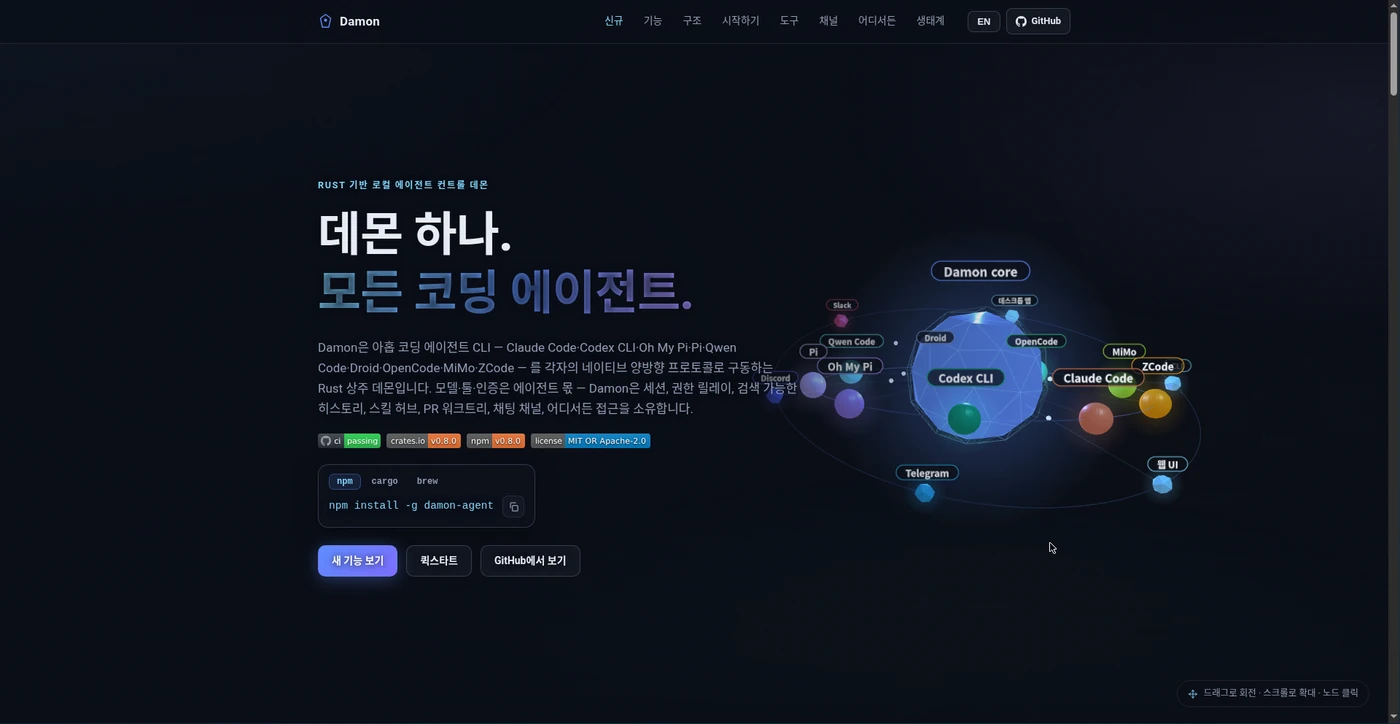 Damon
신규 기능 구조 시작하기 도구 채널 어디서든 생태계 EN GitHub
RUST 기반 로컬 에이전트 컨트롤 데몬
데몬 하나.
모든 코딩 에이전트.
Damon은 아홉 코딩 에이전트 CLI — Claude Code·Codex CLI·Oh My Pi·Pi·Qwen
Code·Droid·OpenCode·MiMo·ZCode — 를 각자의 네이티브 양방향 프로토콜로 구동하는
Rust 상주 데몬입니다. 모델·툴·인증은 에이전트 몫 — Damon은 세션, 권한 릴레이, 검색 가능한
히스토리, 스킬 허브, PR 워크트리, 채팅 채널, 어디서든 접근을 소유합니다.
ci passing crates.io v0.8.0 npm v0.8.0 license MIT OR Apache-2.0
npm cargo brew
npm install -g damon-agent
새 기능 보기 퀵스타트 GitHub에서 보기
Damon core
Slack
데스크톱 앱
Qwen Code
Droid
OpenCode
Pi
MiMo
Oh My Pi
ZCode
Discord
Codex CLI
Claude Code
Telegram
웹 UI
드래그로 회전 · 스크롤로 확대 · 노드 클릭